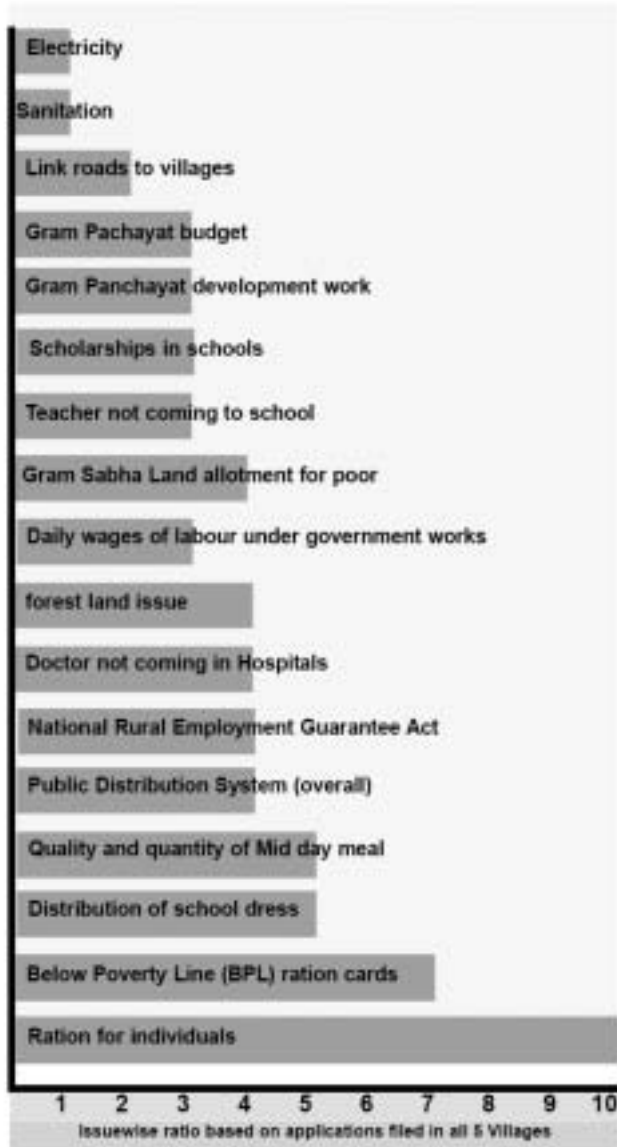 Electricity
Sanitation
Link roads to villages
Gram Pachayat budget
Gram Panchayat development work
Scholarships in schools
Teacher not coming to school
Gram Sabha Land allotment for poor
Daily wages of labour under government works
forest land issue
Doctor not coming in Hospitals
National Rural Employment Guarantee Act
Public Distribution System (overall)
Quality and quantity of Mid day meal
Distribution of school dress
Below Poverty Line (BPL) ration cards
Ration for individuals
1 2 3 4 5 6 7 8 9 10
Issuewise ratio based on applications filed in all 5 Villages